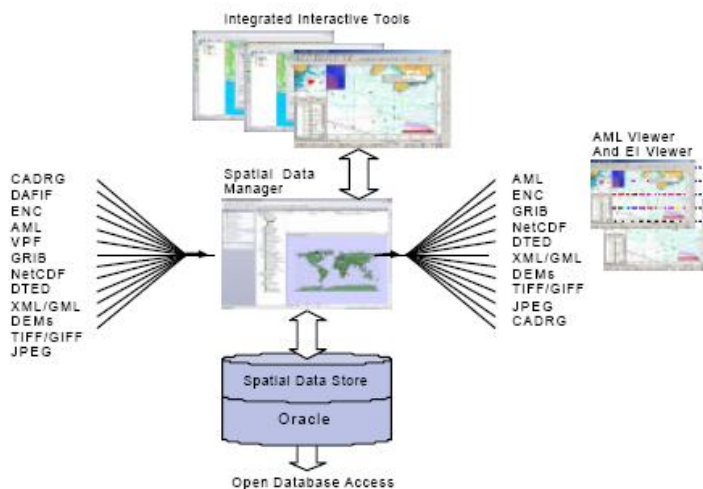 Integrated Interactive Tools
AML Viewer
And EI Viewer
Spatial Data
Manager
CADRG
DAFIF
ENC
AML
VPF
GRIB
NetCDF
DTED
XML/GML
DEMs
TIFF/GIFF
JPEG
AML
ENC
GRIB
NetCDF
DTED
XML/GML
DEMs
TIFF/GIFF
JPEG
CADRG
Spatial Data Store
Oracle
Open Database Access